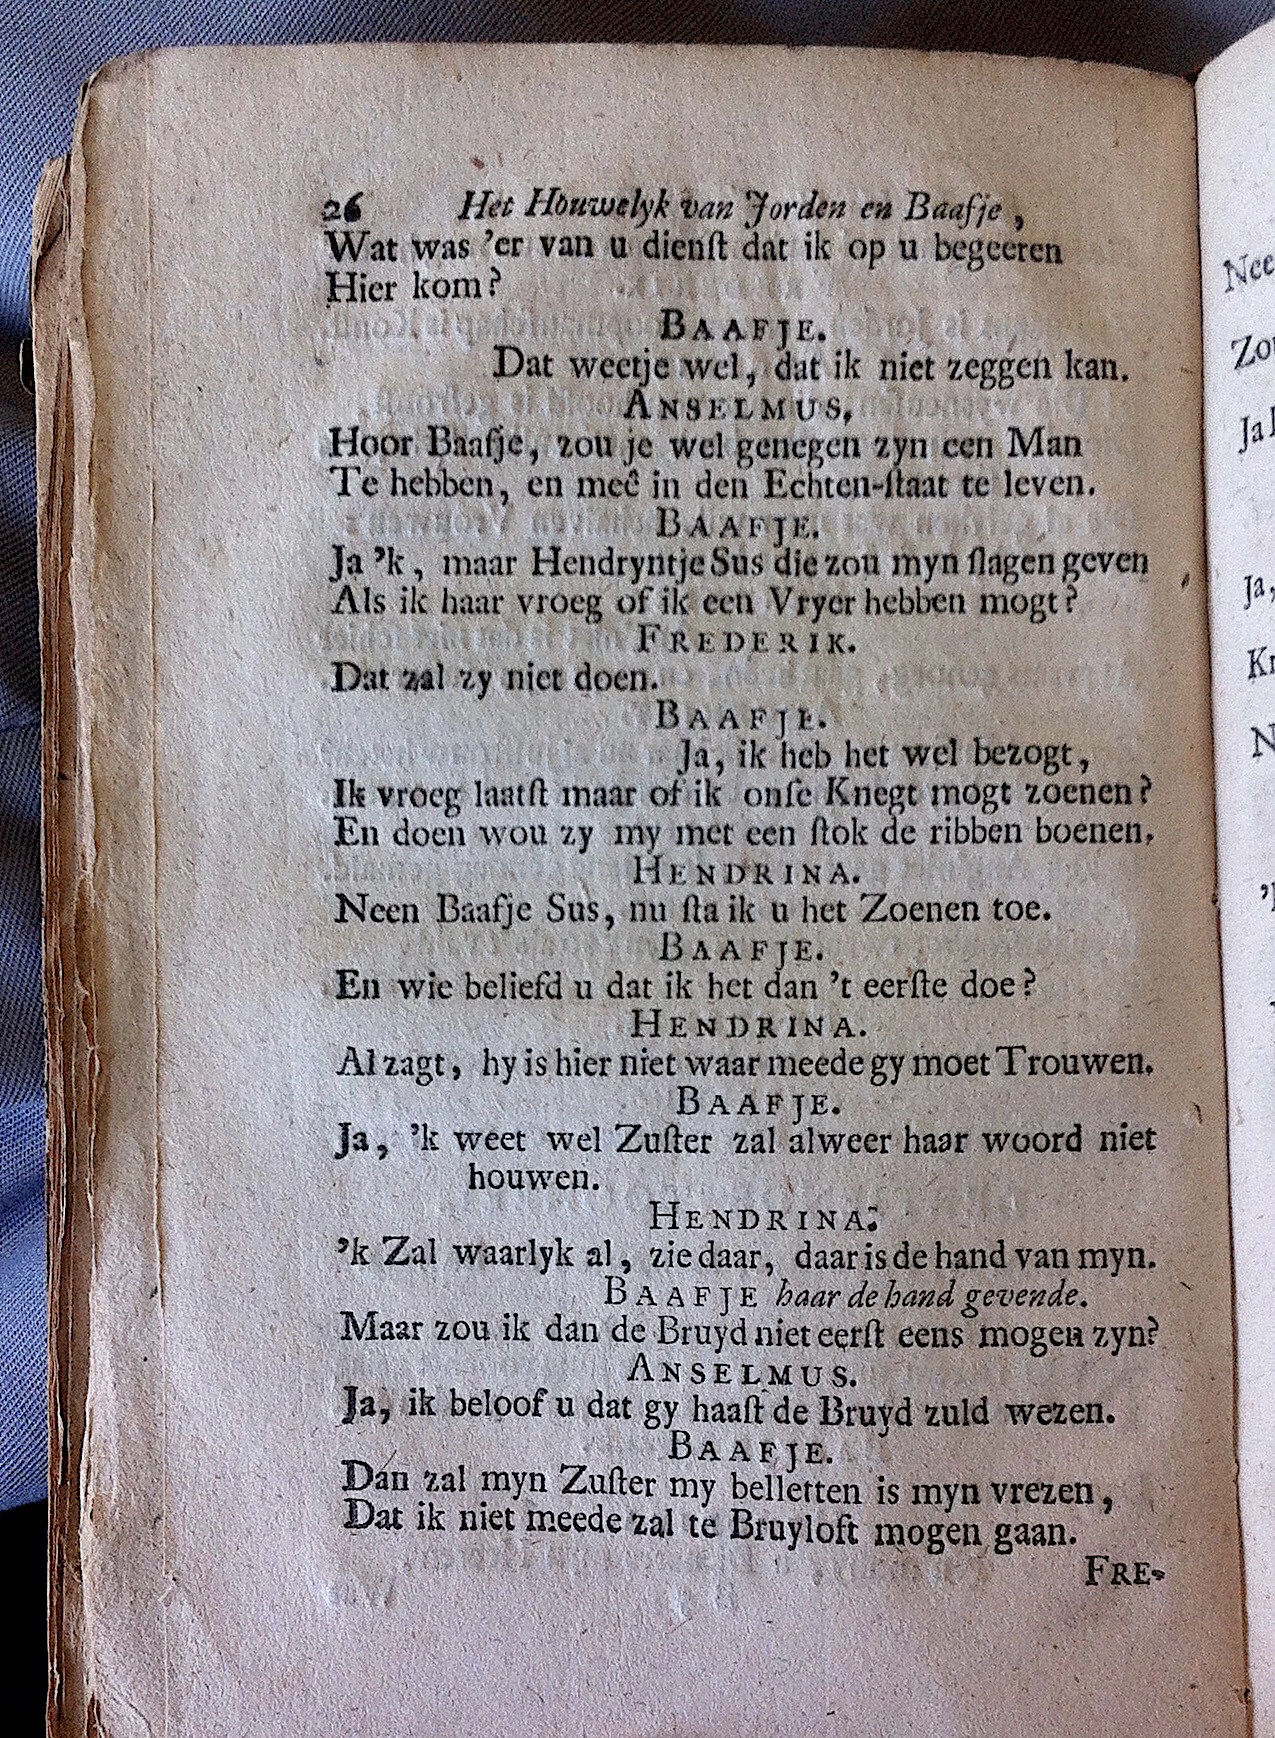 26 Het Houwelyk van Jorden en Baafje,
Wat was 'er van u dienſt dat ik op u begeeren
Hier kom?
BAAFJE.
Dat weetje wel, dat ik niet zeggen kan.
ANSELMUS,
Hoor Baafje, zou je wel genegen zyn een Man
Te hebben, en meê in den Echten-ſtaat te leven.
BAAFJE.
Ja 'k, maar Hendryntje Sus die zou myn ſlagen geven
Als ik haar vroeg of ik een Vryer hebben mogt?
FREDERIK.
Dat zal zy niet doen.
BAAFJE.
Ja, ik heb het wel bezogt,
Ik vroeg laatſt maar of ik onſe Knegt mogt zoenen?
En doen wou zy my met een ſtok de ribben boenen.
HENDRINA.
Neen Baafje Sus, nu ſta ik u het Zoenen toe.
BAAFJE.
En wie beliefd u dat ik het dan 't eerſte doe?
HENDRINA.
Al zagt, hy is hier niet waar meede gy moet Trouwen.
BAAFJE.
Ja, 'k weet wel Zuſter zal alweer haar woord niet
houwen.
HENDRINA.
'k Zal waarlyk al, zie daar, daar is de hand van myn.
BAAFJE haar de hand gevende.
Maar zou ik dan de Bruyd niet eerſt eens mogen zyn?
ANSELMUS.
Ja, ik beloof u dat gy haaſt de Bruyd zuld wezen.
BAAFJE.
Dan zal myn Zuſter my belletten is myn vrezen,
Dat ik niet meede zal te Bruyloft mogen gaan.
FRE-
Nee
Ja
Ja,